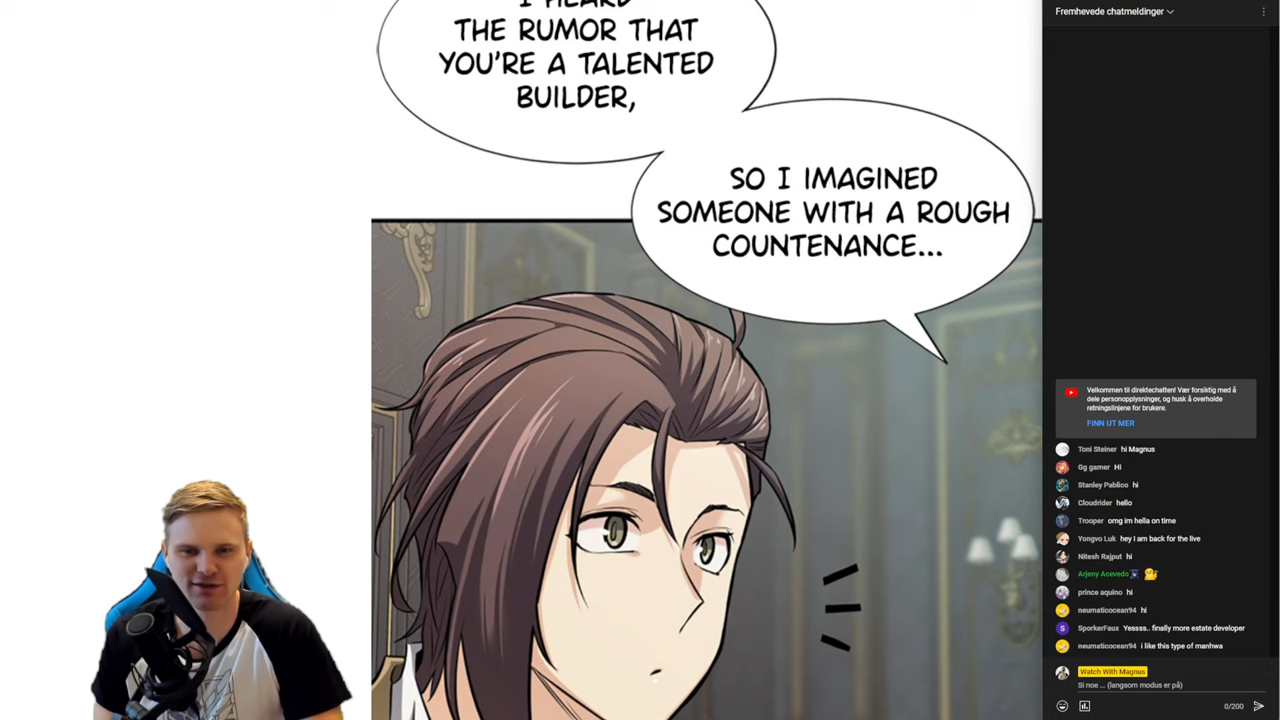 I HEARD
THE RUMOR THAT
YOU'RE A TALENTED
BUILDER,
SO I IMAGINED
SOMEONE WITH A ROUGH
COUNTENANCE...
Fremhevede chatmeldinger
Velkommen til direktechatten! Vær forsiktig med å
dele personopplysninger, og husk å overholde
retningslinjene for brukere.
FINN UT MER
Toni Steiner hi Magnus
Gg gamer Hi
Stanley Pablico hi
Cloudrider hello
Trooper omg im hella on time
Yongvo Luk hey I am back for the live
Nitesh Rajput hi
Arjeny Acevedo
prince aquino hi
neumaticocean94 hi
S SporkerFaux Yessss.. finally more estate developer
neumaticocean94 i like this type of manhwa
Watch With Magnus
Si noe ... (langsom modus er på)
0/200